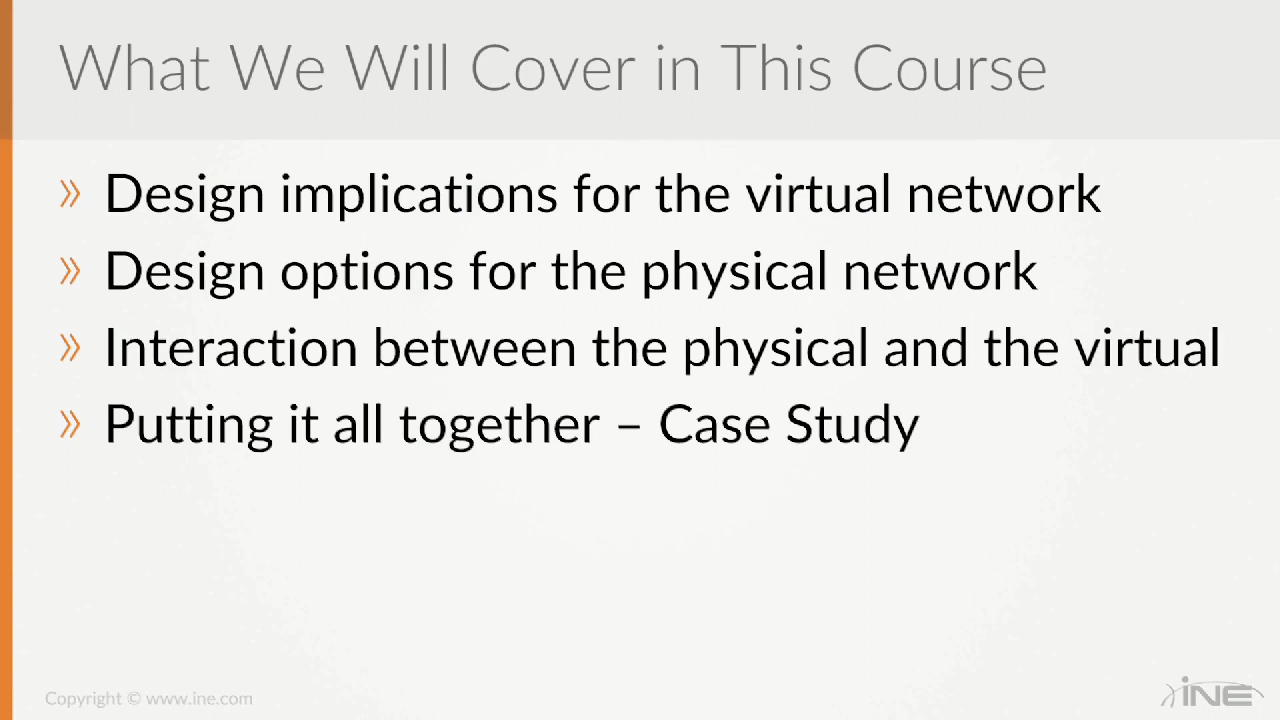 What We Will Cover in This Course
» Design implications for the virtual network
» Design options for the physical network
» Interaction between the physical and the virtual
» Putting it all together – Case Study
Copyright © www.ine.com
iNE